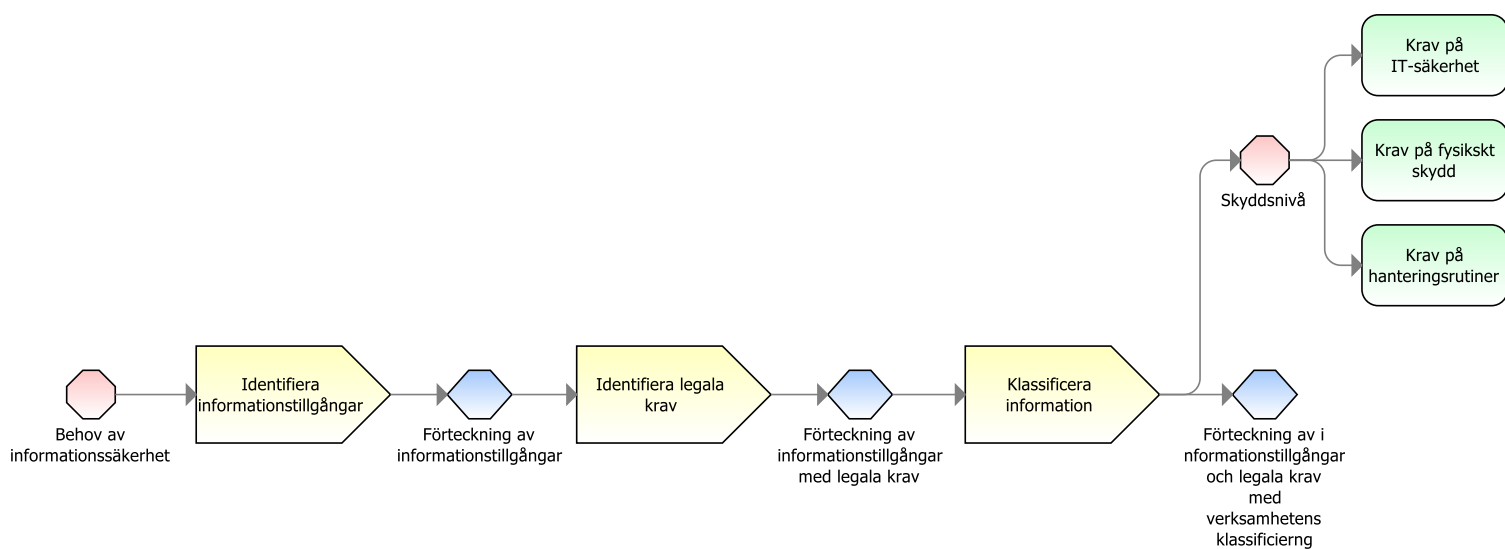 Krav på
IT-säkerhet
Krav på fysikskt
skydd
Skyddsnivå
Krav på
hanteringsrutiner
Behov av
informationssäkerhet
Identifiera
informationstillgångar
Förteckning av
informationstillgångar
Identifiera legala
krav
Förteckning av
informationstillgångar
med legala krav
Klassificera
information
Förteckning av i
nformationstillgångar
och legala krav
med
verksamhetens
klassificierng